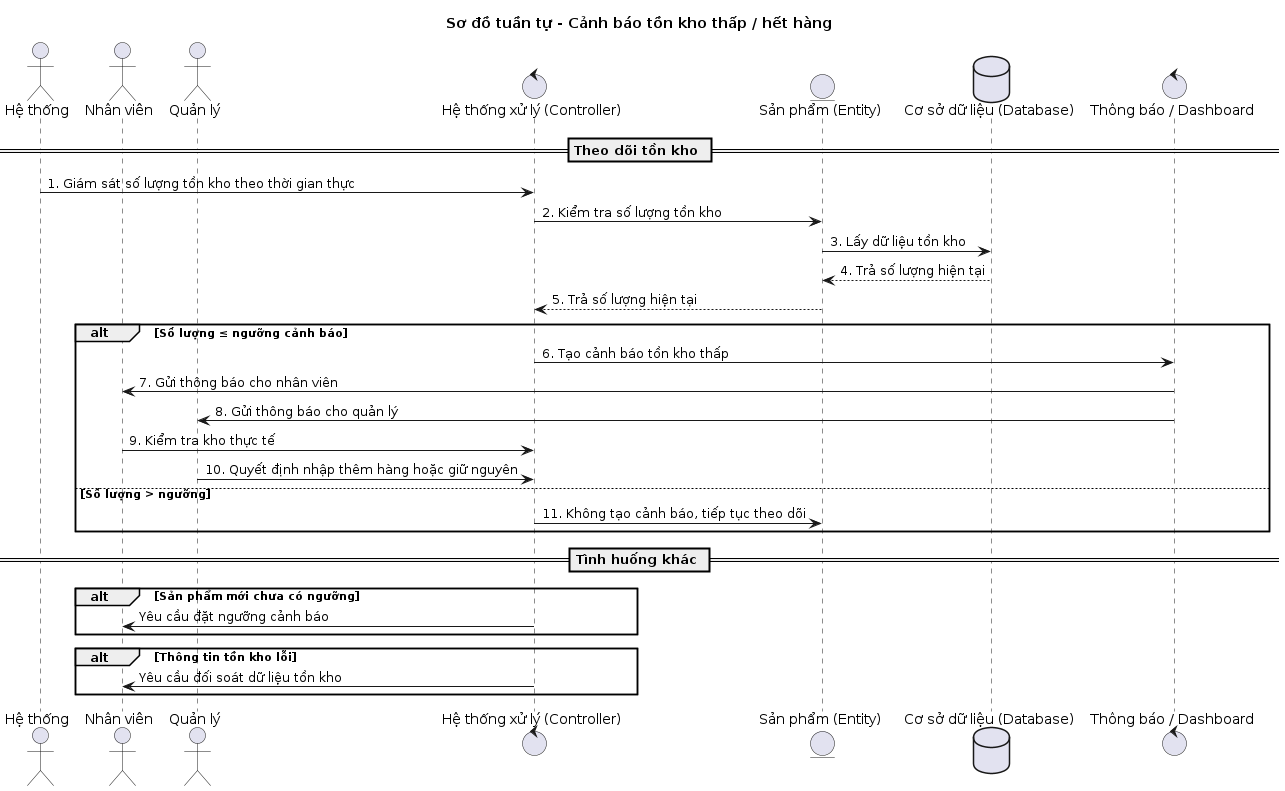 Sơ đồ tuần tự - Cảnh báo tồn kho thấp / hết hàng
Hệ thống
Nhân viên
Quản lý
Hệ thống xử lý (Controller)
Sản phẩm (Entity)
Cơ sở dữ liệu (Database)
Thông báo / Dashboard
Theo dõi tồn kho
1. Giám sát số lượng tồn kho theo thời gian thực
2. Kiểm tra số lượng tồn kho
3. Lấy dữ liệu tồn kho
4. Trả số lượng hiện tại
5. Trả số lượng hiện tại
alt [Số lượng ≤ ngưỡng cảnh báo]
6. Tạo cảnh báo tồn kho thấp
7. Gửi thông báo cho nhân viên
8. Gửi thông báo cho quản lý
9. Kiểm tra kho thực tế
10. Quyết định nhập thêm hàng hoặc giữ nguyên
[Số lượng > ngưỡng]
11. Không tạo cảnh báo, tiếp tục theo dõi
Tình huống khác
alt [Sản phẩm mới chưa có ngưỡng]
Yêu cầu đặt ngưỡng cảnh báo
alt [Thông tin tồn kho lỗi]
Yêu cầu đối soát dữ liệu tồn kho
Hệ thống
Nhân viên
Quản lý
Hệ thống xử lý (Controller)
Sản phẩm (Entity)
Cơ sở dữ liệu (Database)
Thông báo / Dashboard